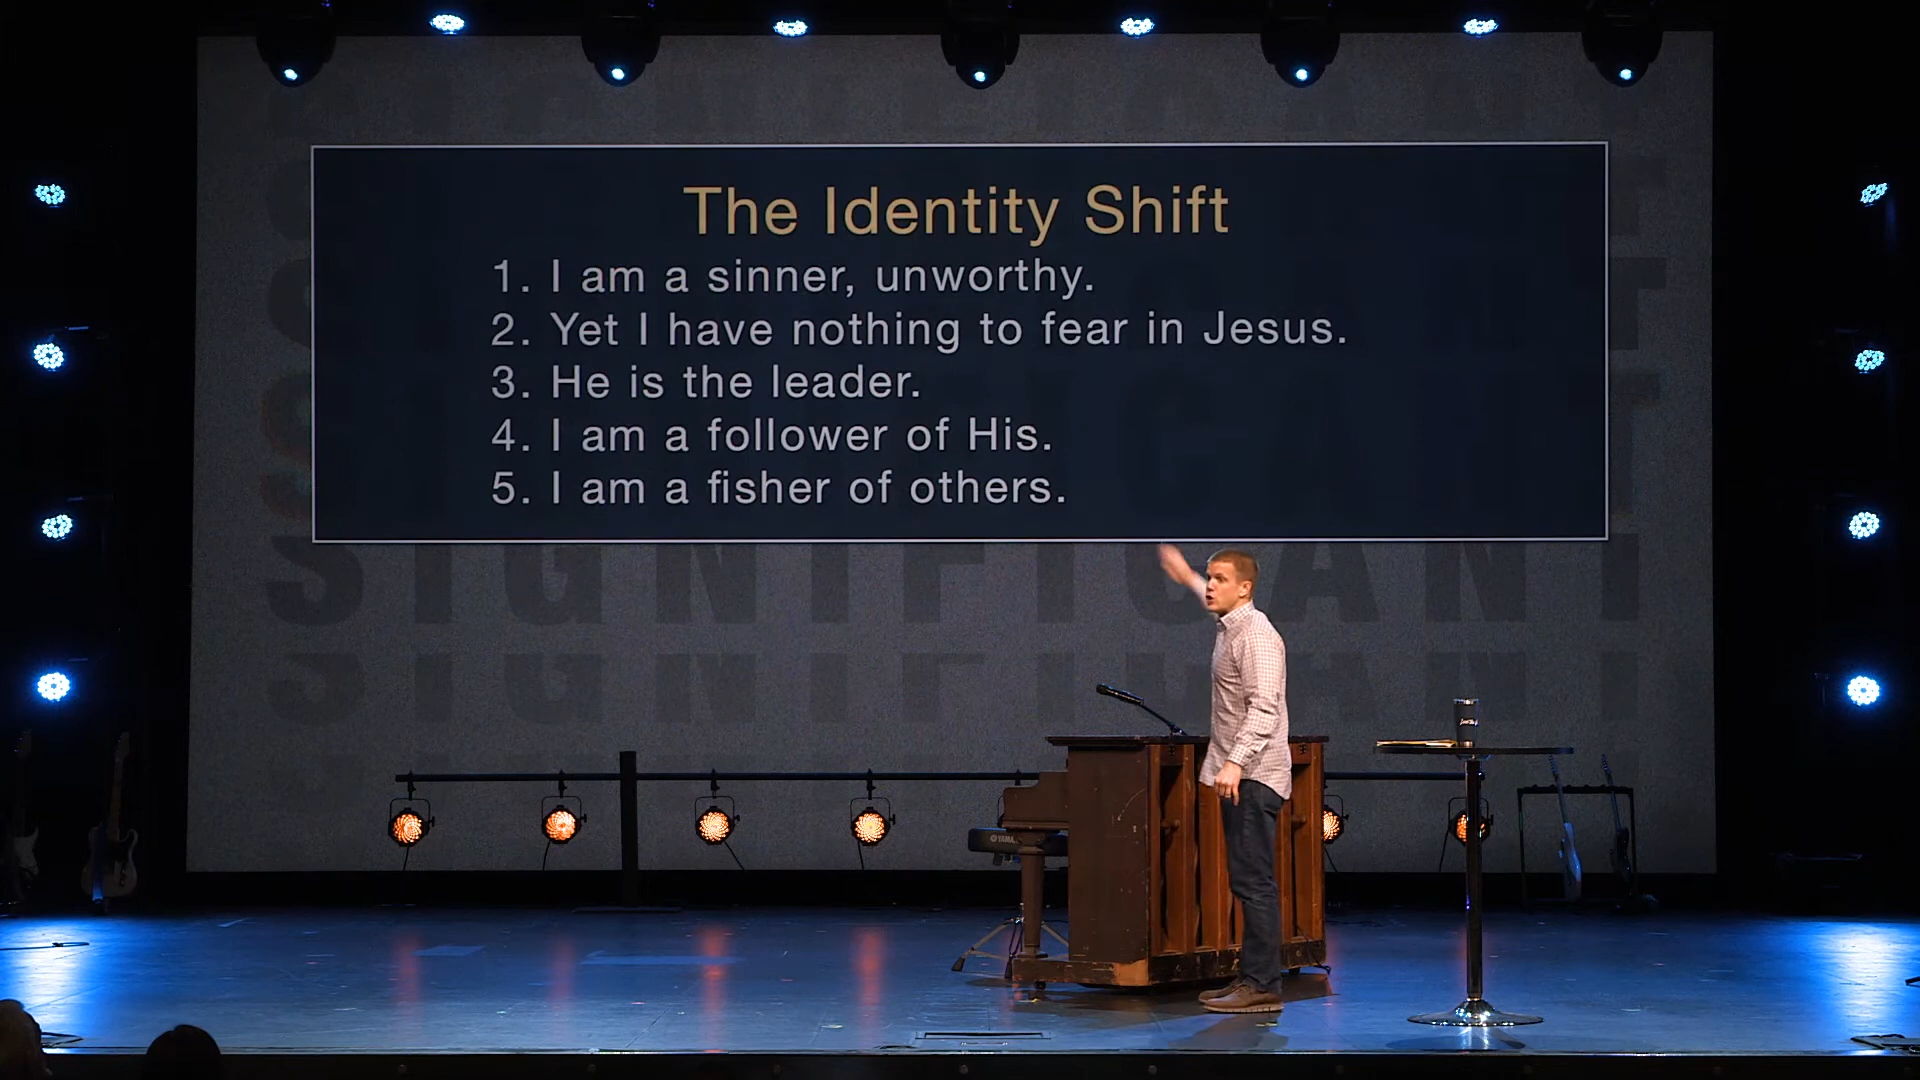 The Identity Shift
1. I am a sinner, unworthy.
2. Yet I have nothing to fear in Jesus.
3. He is the leader.
4. I am a follower of His.
5. I am a fisher of others.
SIGNIFICANT
SIGNIFICANT